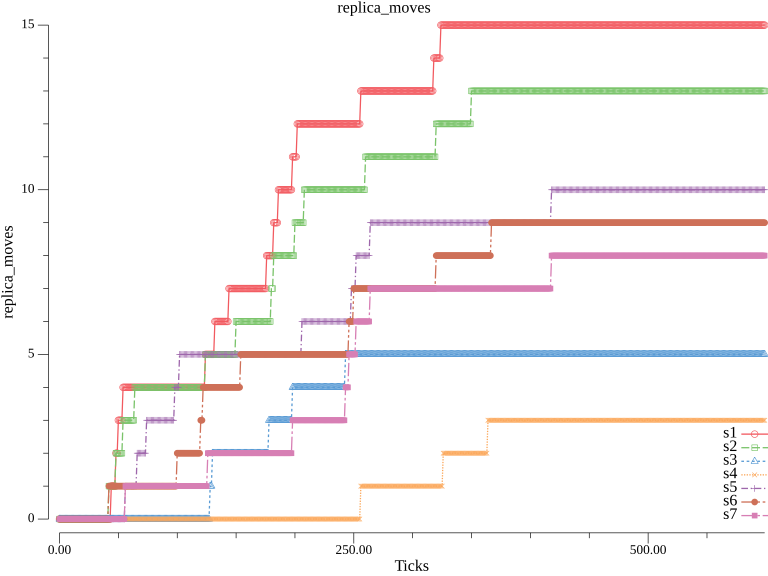 replica_moves
15
10
5
0
replica_moves
0.00
250.00
500.00
Ticks
s1
s2
s3
s4
s5
s6
s7